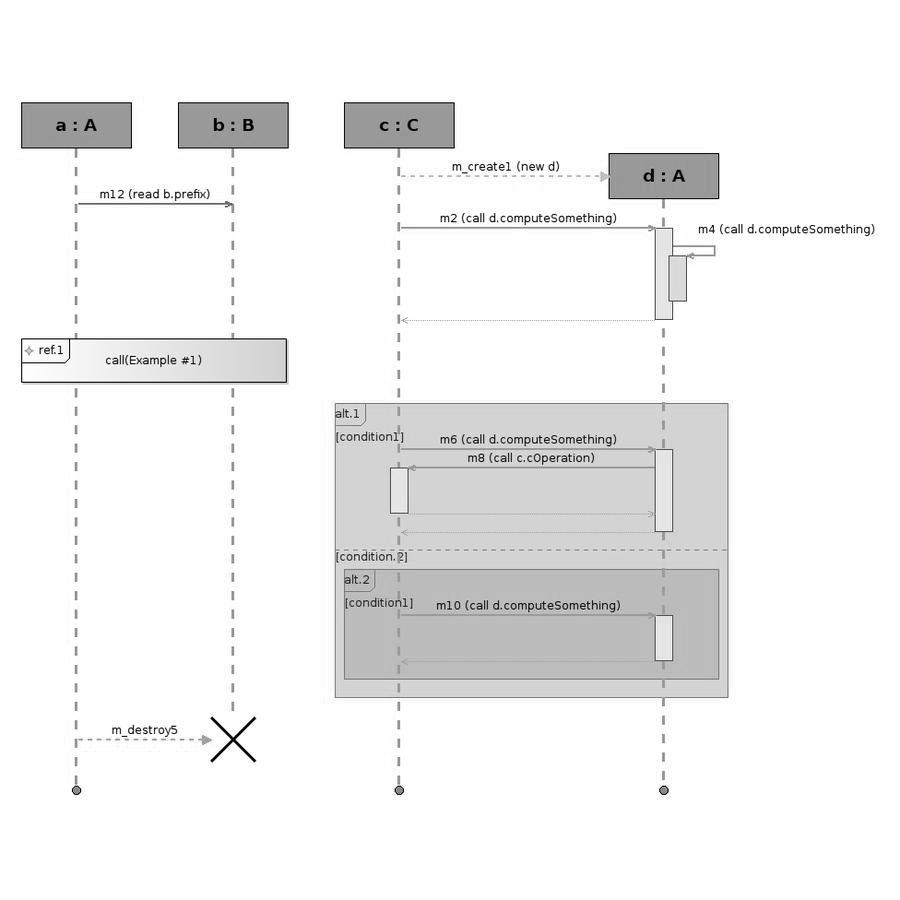 a : A
b : B
c : C
m_create1 (new d)
d : A
m12 (read b.prefix)
m2 (call d.computeSomething)
m4 (call d.computeSomething)
ref.1
call(Example #1)
alt.1
[condition1]
m6 (call d.computeSomething)
m8 (call c.cOperation)
[condition.2]
alt.2
[condition1]
m10 (call d.computeSomething)
m_destroy5